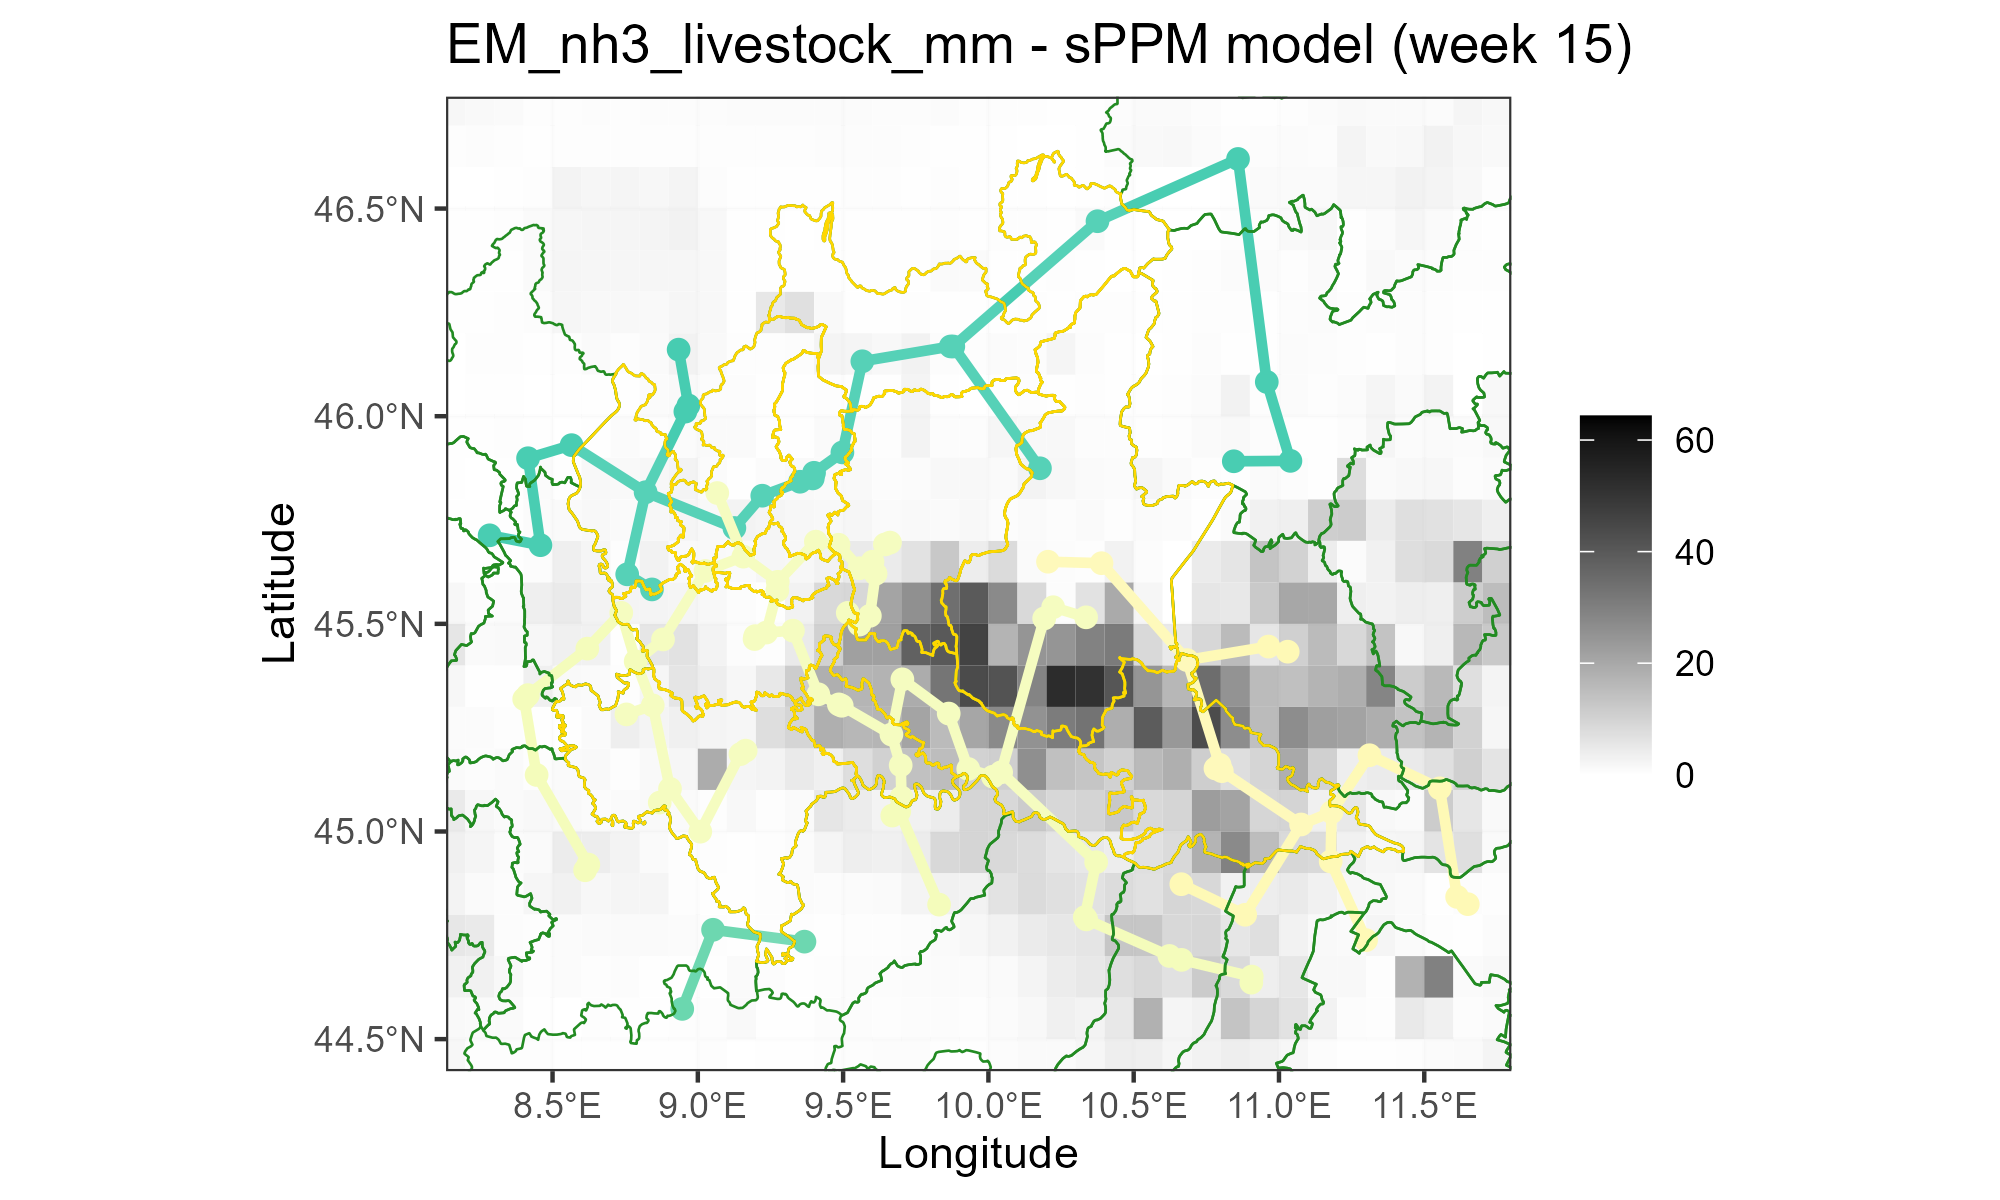 EM_nh3_livestock_mm - sPPM model (week 15)
46.5°N
46.0°N
45.5°N
45.0°N
44.5°N
Latitude
8.5°E
9.0°E
9.5°E
10.0°E
10.5°E
11.0°E
11.5°E
Longitude
60
40
20
0